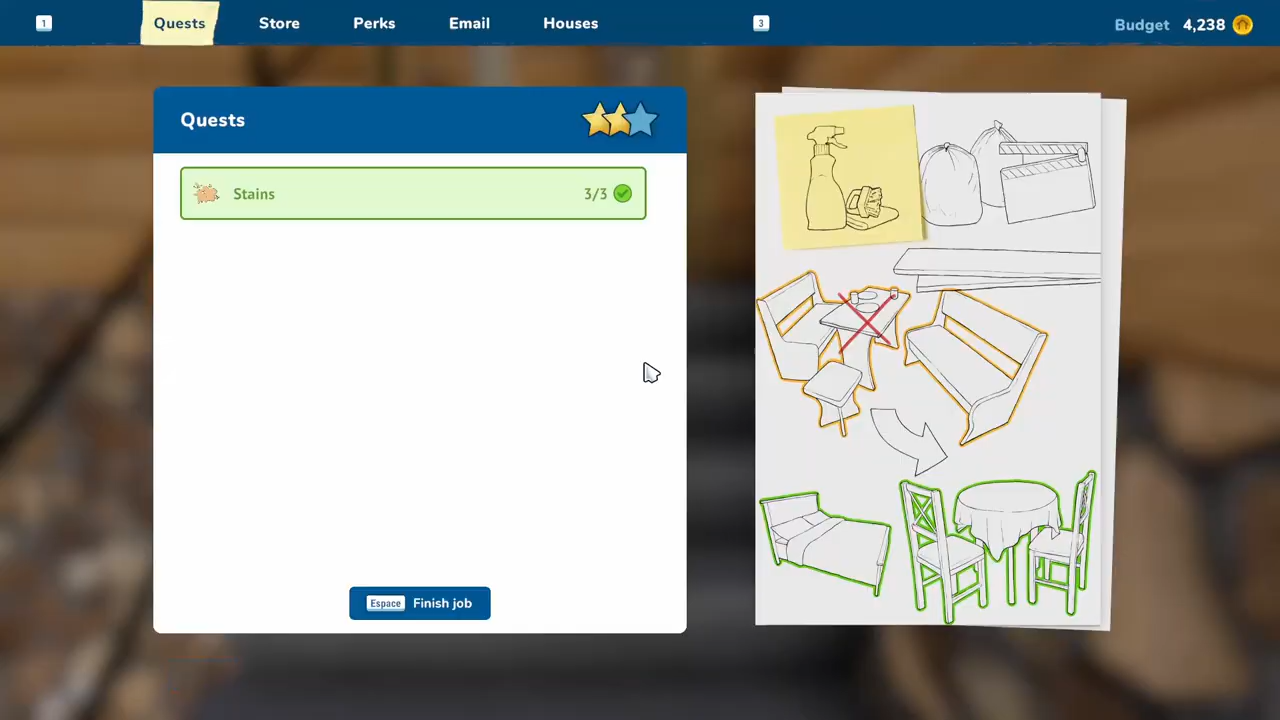 1 Quests Store Perks Email Houses 3 Budget 4,238
Quests
Stains 3/3
Espace Finish job